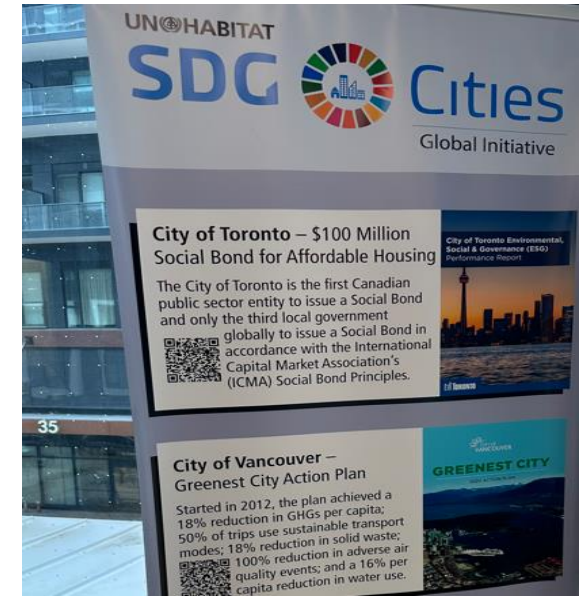 UN HABITAT
SDG Cities
Global Initiative
City of Toronto – $100 Million
Social Bond for Affordable Housing
The City of Toronto is the first Canadian
public sector entity to issue a Social Bond
and only the third local government
globally to issue a Social Bond in
accordance with the International
Capital Market Association's
(ICMA) Social Bond Principles.
City of Toronto Environmental,
Social & Governance (ESG)
Performance Report
Toronto
35
City of Vancouver –
Greenest City Action Plan
Started in 2012, the plan achieved a
18% reduction in GHGs per capita;
50% of trips use sustainable transport
modes; 18% reduction in solid waste;
100% reduction in adverse air
quality events; and a 16% per
capita reduction in water use.
CITY OF
VANCOUVER
GREENEST CITY